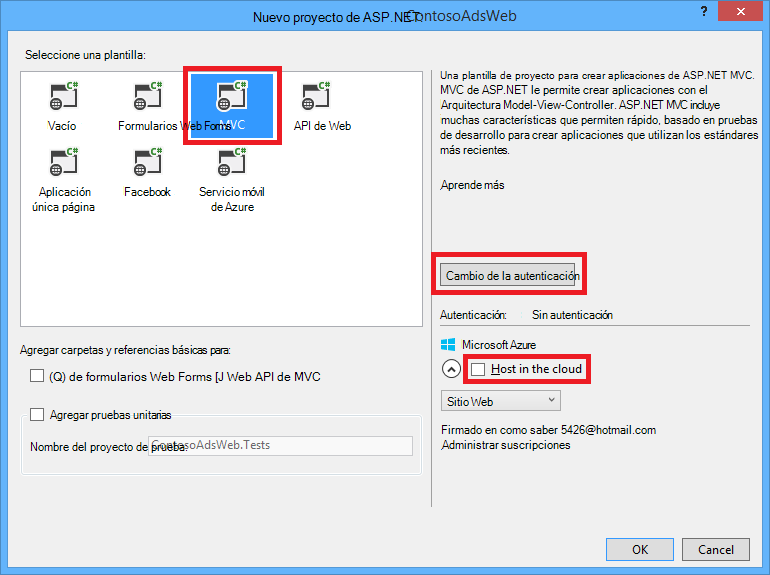 Nuevo proyecto de ASP.NET. ContosoAdsWeb
?
Seleccione una plantilla:
C# C# C# C#
Vacío
Formularios Web Forms
MVC
API de Web
C# C# C#
Aplicación
única página
Facebook
Servicio móvil
de Azure
Una plantilla de proyecto para crear aplicaciones de ASP.NET MVC.
MVC de ASP.NET le permite crear aplicaciones con el
Arquitectura Model-View-Controller. ASP.NET MVC incluye
muchas características que permiten rápido, basado en pruebas
de desarrollo para crear aplicaciones que utilizan los estándares
más recientes.
Aprende más
Cambio de la autenticación
Autenticación: Sin autenticación
Microsoft Azure
Host in the cloud
Sitio Web
Firmado en como saber 5426@hotmail.com
Administrar suscripciones
Agregar carpetas y referencias básicas para:
(Q) de formularios Web Forms [J Web API de MVC
Agregar pruebas unitarias
Nombre del proyecto de prueba: ContosoAdsWeb.Tests
OK
Cancel